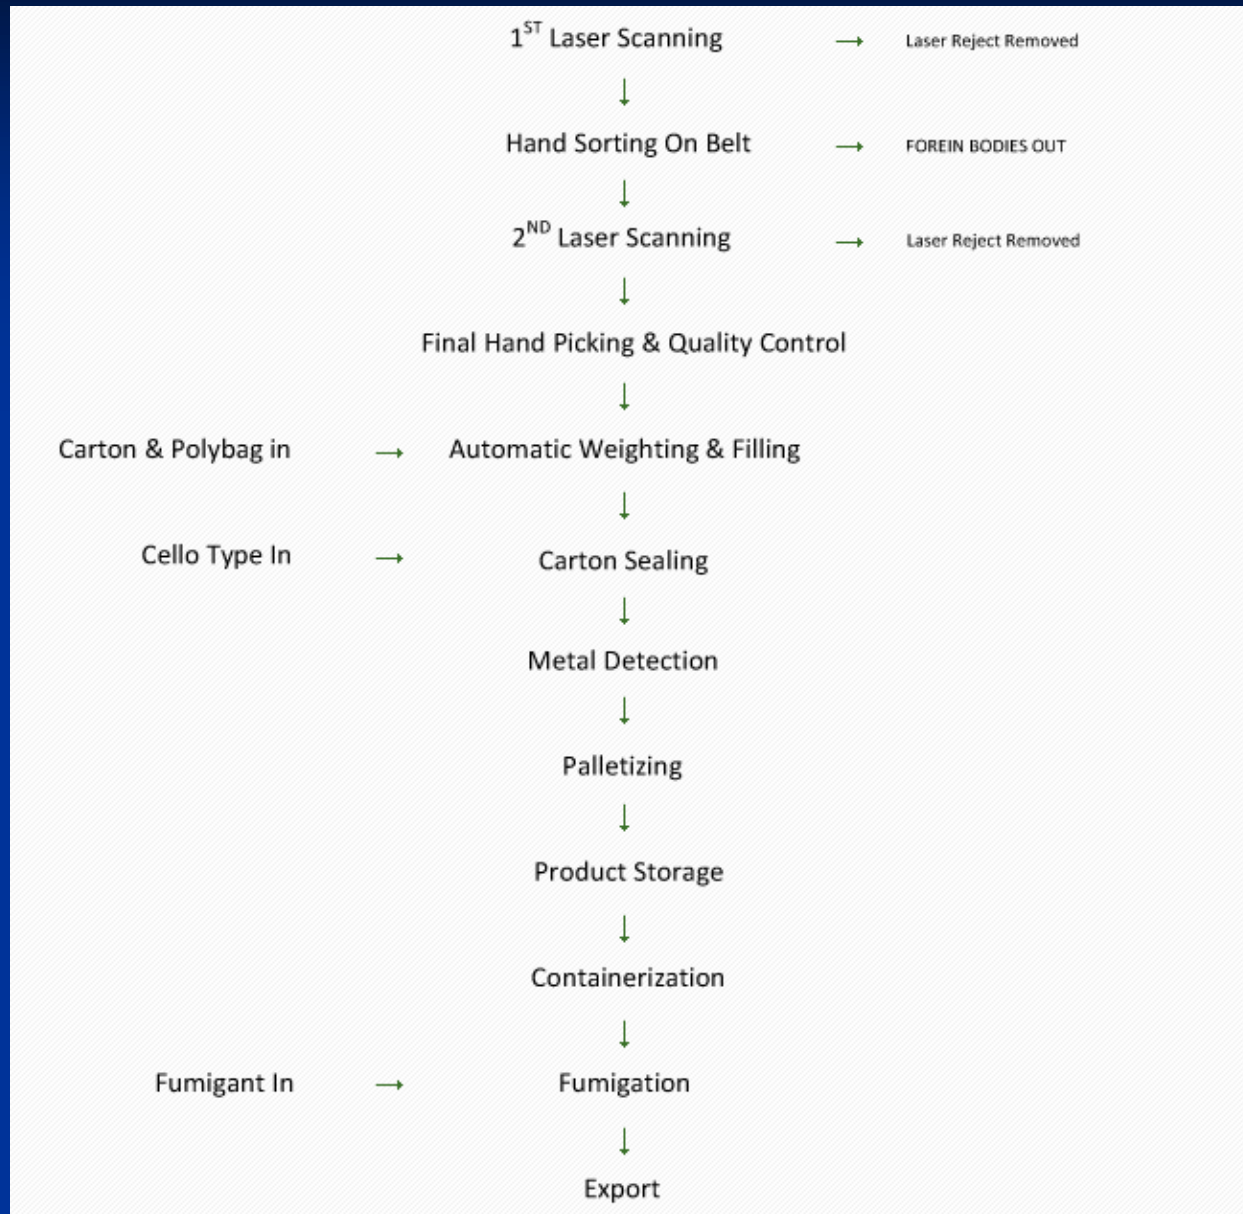 1ST Laser Scanning → Laser Reject Removed
↓
Hand Sorting On Belt → FOREIN BODIES OUT
↓
2ND Laser Scanning → Laser Reject Removed
↓
Final Hand Picking & Quality Control
↓
Carton & Polybag in → Automatic Weighting & Filling
↓
Cello Type In → Carton Sealing
↓
Metal Detection
↓
Palletizing
↓
Product Storage
↓
Containerization
↓
Fumigant In → Fumigation
↓
Export